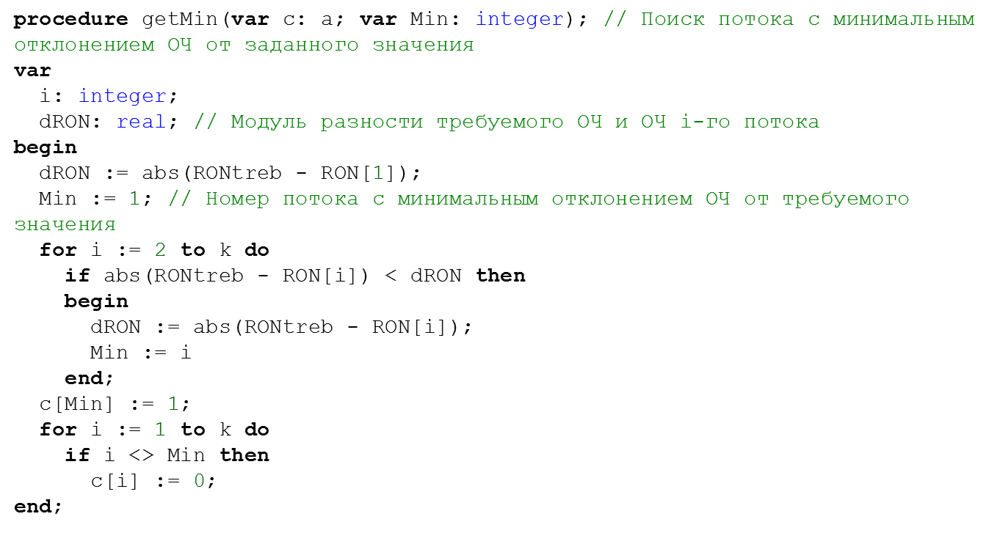 procedure getMin(var c: a; var Min: integer); // Поиск потока с минимальным
отклонением ОЧ от заданного значения
var
  i: integer;
  dRON: real; // Модуль разности требуемого ОЧ и ОЧ i-го потока
begin
  dRON := abs(RONtreb - RON[1]);
  Min := 1; // Номер потока с минимальным отклонением ОЧ от требуемого
значения
  for i := 2 to k do
    if abs(RONtreb - RON[i]) < dRON then
    begin
      dRON := abs(RONtreb - RON[i]);
      Min := i
    end;
  c[Min] := 1;
  for i := 1 to k do
    if i <> Min then
      c[i] := 0;
end;